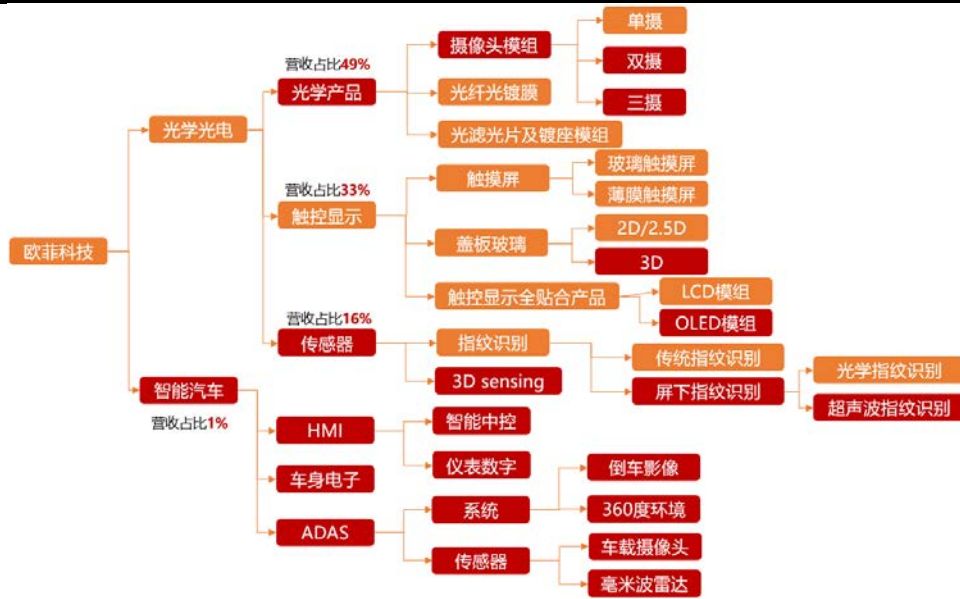 单摄
摄像头模组
双摄
营收占比49%
光学产品
光纤光镀膜
三摄
光学光电
光滤光片及镀座模组
玻璃触摸屏
触摸屏
营收占比33%
薄膜触摸屏
触控显示
2D/2.5D
盖板玻璃
欧菲科技
3D
LCD模组
触控显示全贴合产品
营收占比16%
OLED模组
传感器
指纹识别
传统指纹识别
光学指纹识别
3D sensing
屏下指纹识别
智能汽车
超声波指纹识别
营收占比1%
智能中控
HMI
仪表数字
倒车影像
车身电子
系统
360度环境
ADAS
车载摄像头
传感器
毫米波雷达